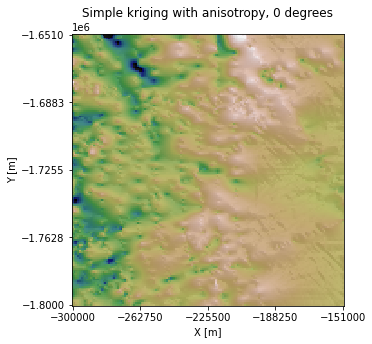 Simple kriging with anisotropy, 0 degrees
1e6
−1.6510
−1.6883
−1.7255
−1.7628
−1.8000
Y [m]
−300000 −262750 −225500 −188250 −151000
X [m]